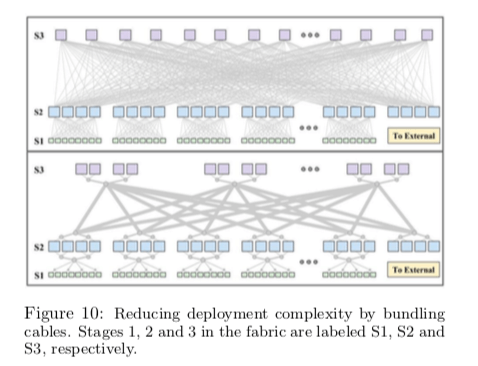 S3
S2
S1
To External
S3
S2
S1
To External
Figure 10: Reducing deployment complexity by bundling
cables. Stages 1, 2 and 3 in the fabric are labeled S1, S2 and
S3, respectively.